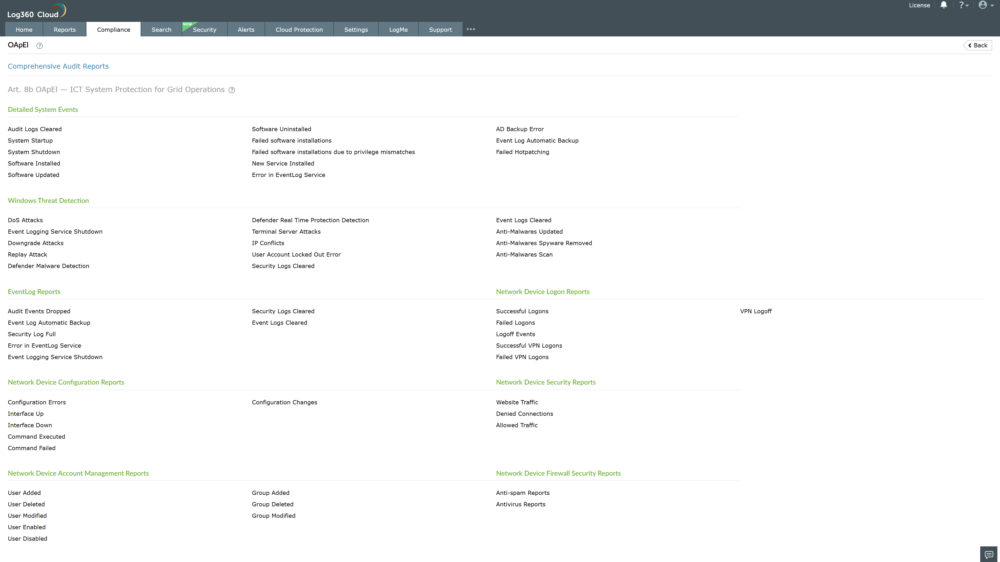 Log360 Cloud
License
?
Home
Reports
Compliance
Search
NEW
Security
Alerts
Cloud Protection
Settings
LogMe
Support
OApEl ?
Back
Comprehensive Audit Reports
Art. 8b OApEl — ICT System Protection for Grid Operations ?
Detailed System Events
Audit Logs Cleared
System Startup
System Shutdown
Software Installed
Software Updated
Software Uninstalled
Failed software installations
Failed software installations due to privilege mismatches
New Service Installed
Error in EventLog Service
AD Backup Error
Event Log Automatic Backup
Failed Hotpatching
Windows Threat Detection
DoS Attacks
Event Logging Service Shutdown
Downgrade Attacks
Replay Attack
Defender Malware Detection
Defender Real Time Protection Detection
Terminal Server Attacks
IP Conflicts
User Account Locked Out Error
Security Logs Cleared
Event Logs Cleared
Anti-Malwares Updated
Anti-Malwares Spyware Removed
Anti-Malwares Scan
EventLog Reports
Audit Events Dropped
Event Log Automatic Backup
Security Log Full
Error in EventLog Service
Event Logging Service Shutdown
Security Logs Cleared
Event Logs Cleared
Network Device Logon Reports
Successful Logons
Failed Logons
Logoff Events
Successful VPN Logons
Failed VPN Logons
VPN Logoff
Network Device Configuration Reports
Configuration Errors
Interface Up
Interface Down
Command Executed
Command Failed
Configuration Changes
Network Device Security Reports
Website Traffic
Denied Connections
Allowed Traffic
Network Device Account Management Reports
User Added
User Deleted
User Modified
User Enabled
User Disabled
Group Added
Group Deleted
Group Modified
Network Device Firewall Security Reports
Anti-spam Reports
Antivirus Reports